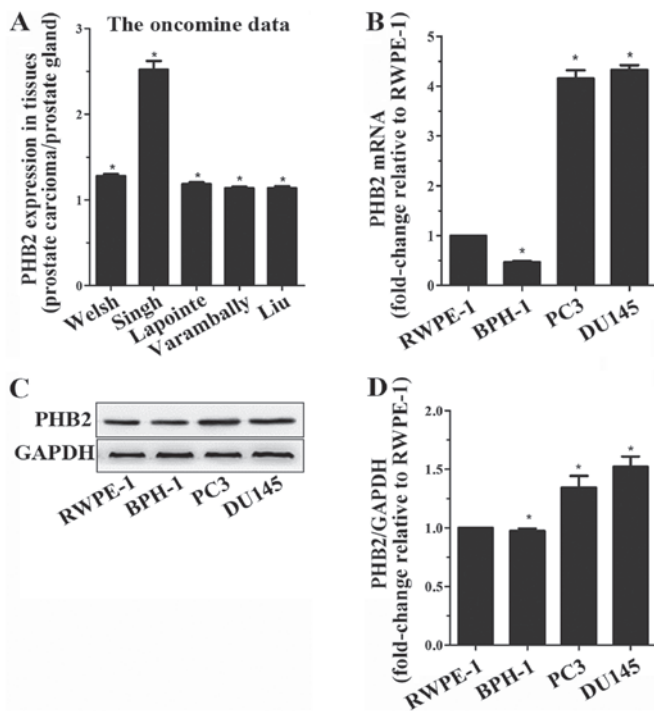 A
The oncomine data
PHB2 expression in tissues
(prostate carcioma/prostate gland)
3
2
1
0
*
*
*
*
*
Welsh
Singh
Lapointe
Varambally
Liu
B
PHB2 mRNA
(fold-change relative to RWPE-1)
5
4
1
0
*
*
*
RWPE-1
BPH-1
PC3
DU145
C
PHB2
GAPDH
RWPE-1
BPH-1
PC3
DU145
D
PHB2/GAPDH
(fold-change relative to RWPE-1)
2.0
1.5
1.0
0.5
0.0
*
*
*
RWPE-1
BPH-1
PC3
DU145